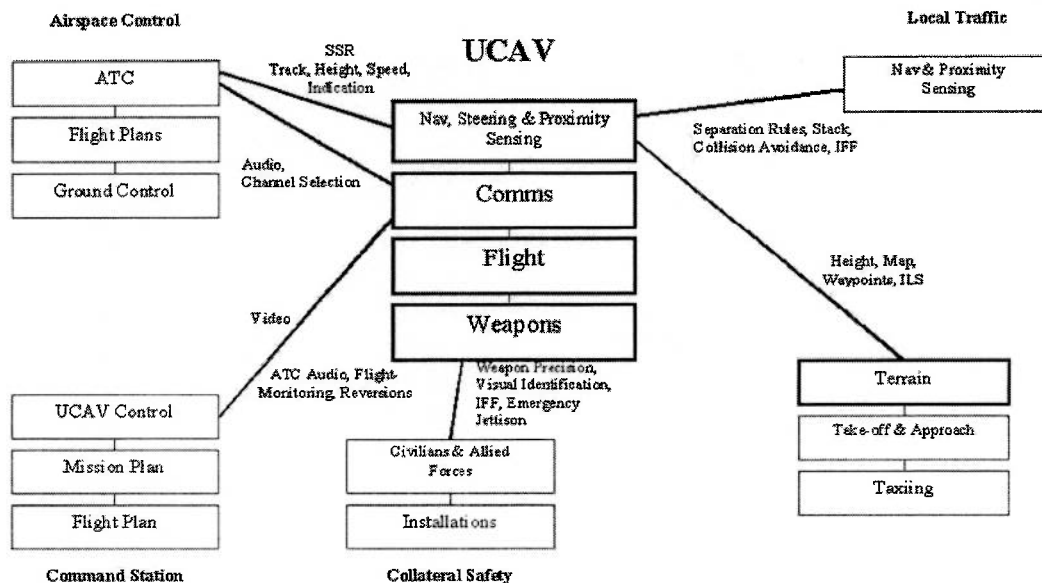 Airspace Control
Local Traffic
UCAV
ATC
SSR
Track, Height, Speed,
Indication
Nav & Proximity
Sensing
Nav, Steering & Proximity
Sensing
Flight Plans
Separation Rules, Stack,
Collision Avoidance, IFF
Audio,
Channel Selection
Ground Control
Comms
Flight
Height, Map,
Waypoints, ILS
Video
Weapons
ATC Audio, Flight-
Monitoring, Reversions
Weapon Precision,
Visual Identification,
IFF, Emergency
Jettison
Terrain
UCAV Control
Take-off & Approach
Mission Plan
Civilians & Allied
Forces
Taxiing
Flight Plan
Installations
Command Station
Collateral Safety